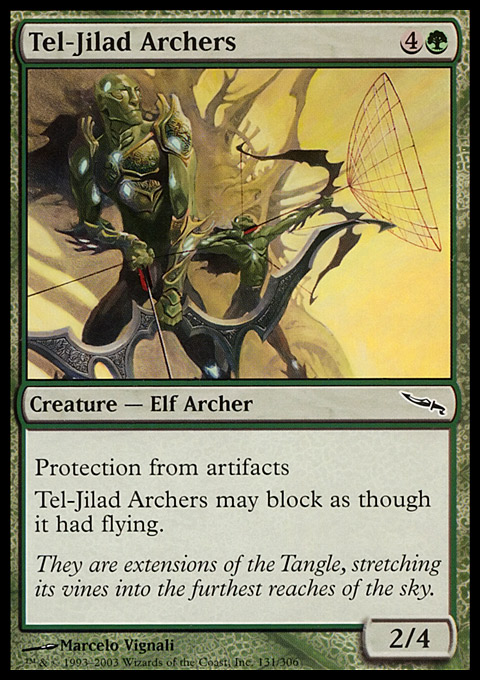 Tel-Jilad Archers 4
Creature — Elf Archer
Protection from artifacts
Tel-Jilad Archers may block as though
it had flying.
They are extensions of the Tangle, stretching
its vines into the furthest reaches of the sky.
2/4
Marcelo Vignali
™ & © 1993–2003 Wizards of the Coast, Inc. 131/306